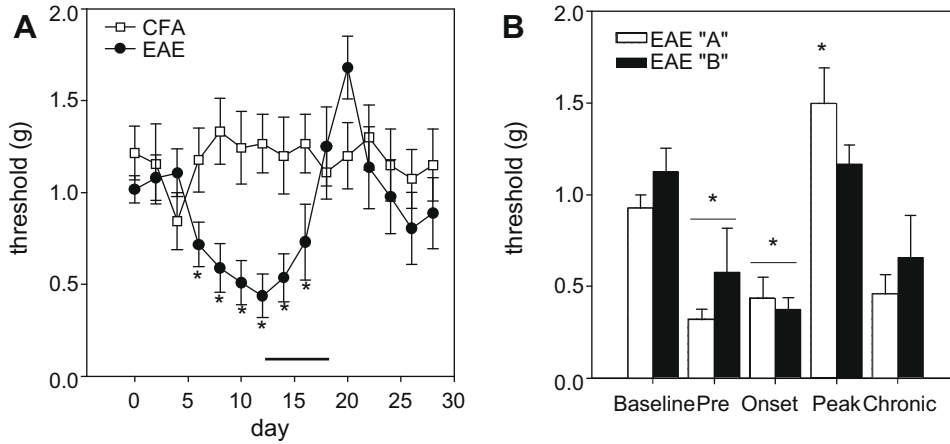 A
2.0
CFA
EAE
1.5
threshold (g)
1.0
*
*
*
*
*
*
0.5
0.0
0 5 10 15 20 25 30
day
B
2.0
EAE "A"
EAE "B"
*
1.5
threshold (g)
1.0
*
*
0.5
0.0
Baseline Pre Onset Peak Chronic